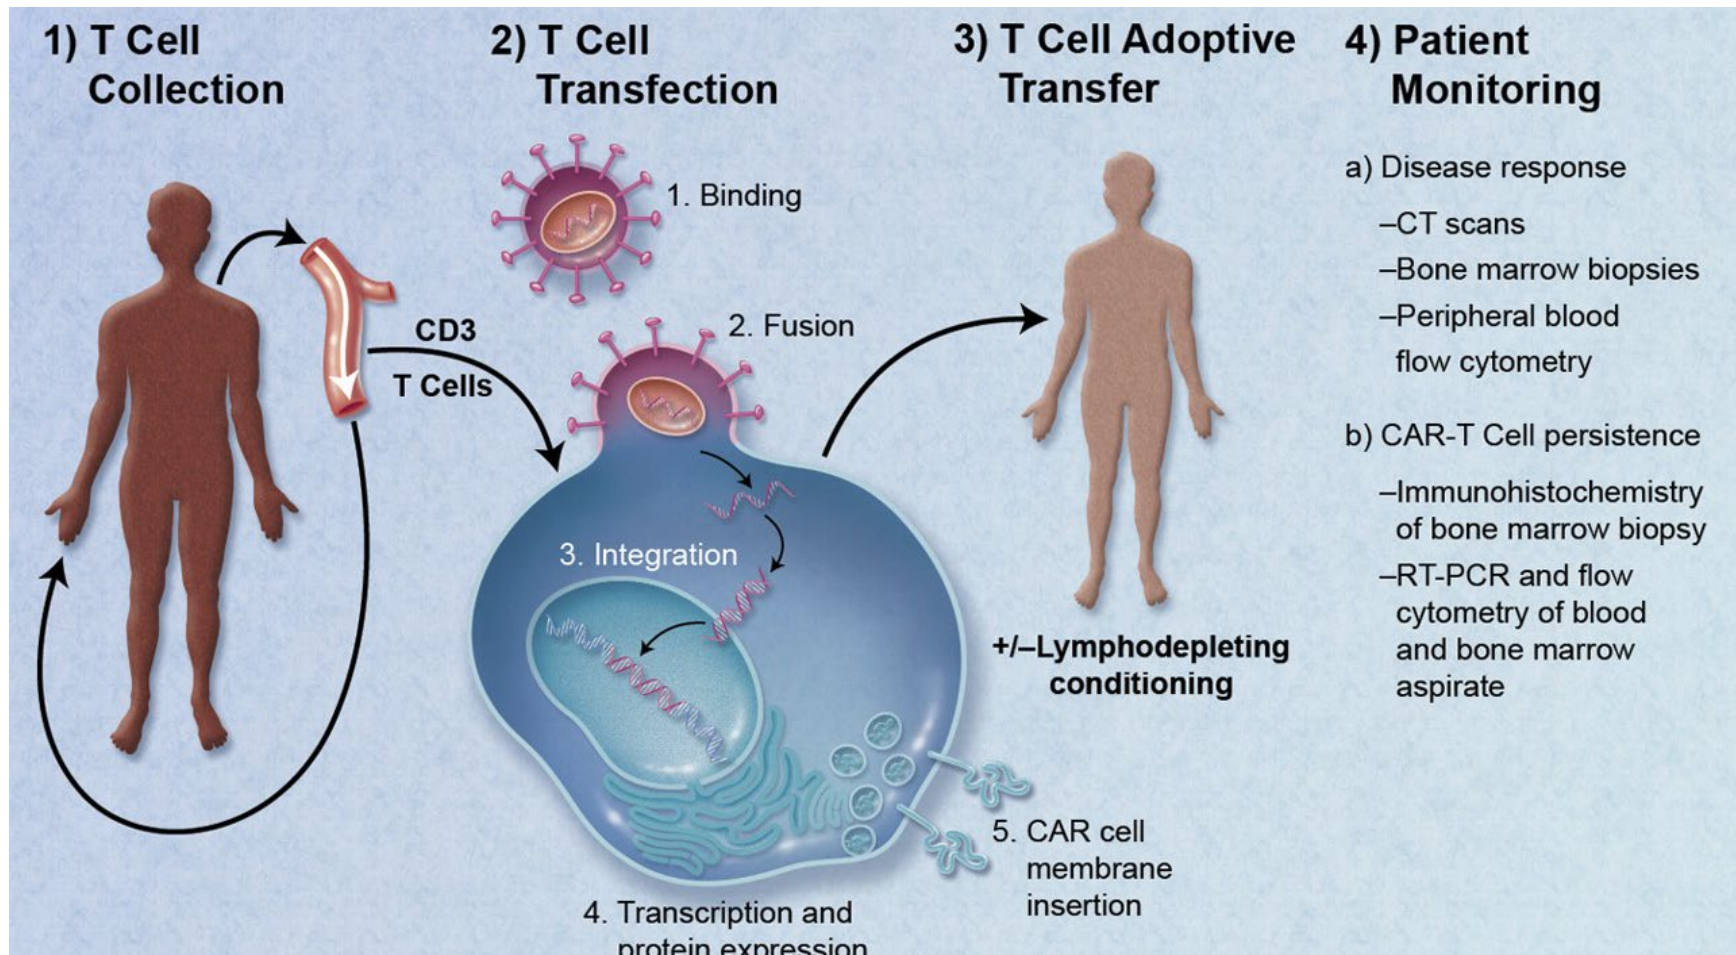 1) T Cell
Collection
CD3
T Cells
2) T Cell
Transfection
1. Binding
2. Fusion
3. Integration
4. Transcription and
protein expression
5. CAR cell
membrane
insertion
3) T Cell Adoptive
Transfer
+/–Lymphodepleting
conditioning
4) Patient
Monitoring
a) Disease response
–CT scans
–Bone marrow biopsies
–Peripheral blood
flow cytometry
b) CAR-T Cell persistence
–Immunohistochemistry
of bone marrow biopsy
–RT-PCR and flow
cytometry of blood
and bone marrow
aspirate